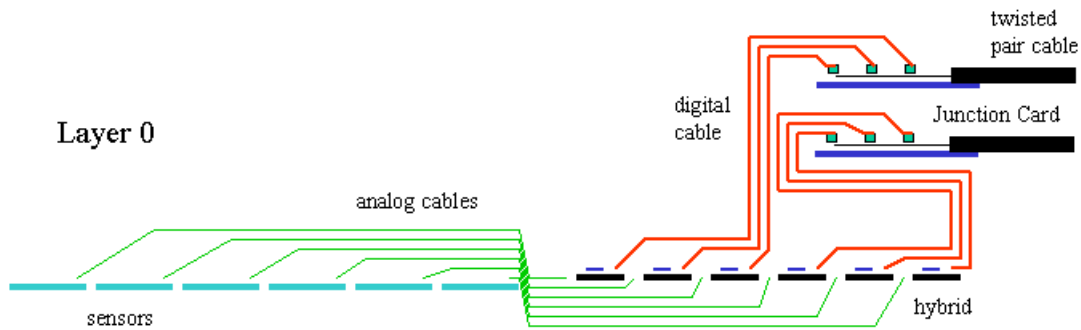 twisted
pair cable
digital
cable
Junction Card
Layer 0
analog cables
sensors
hybrid